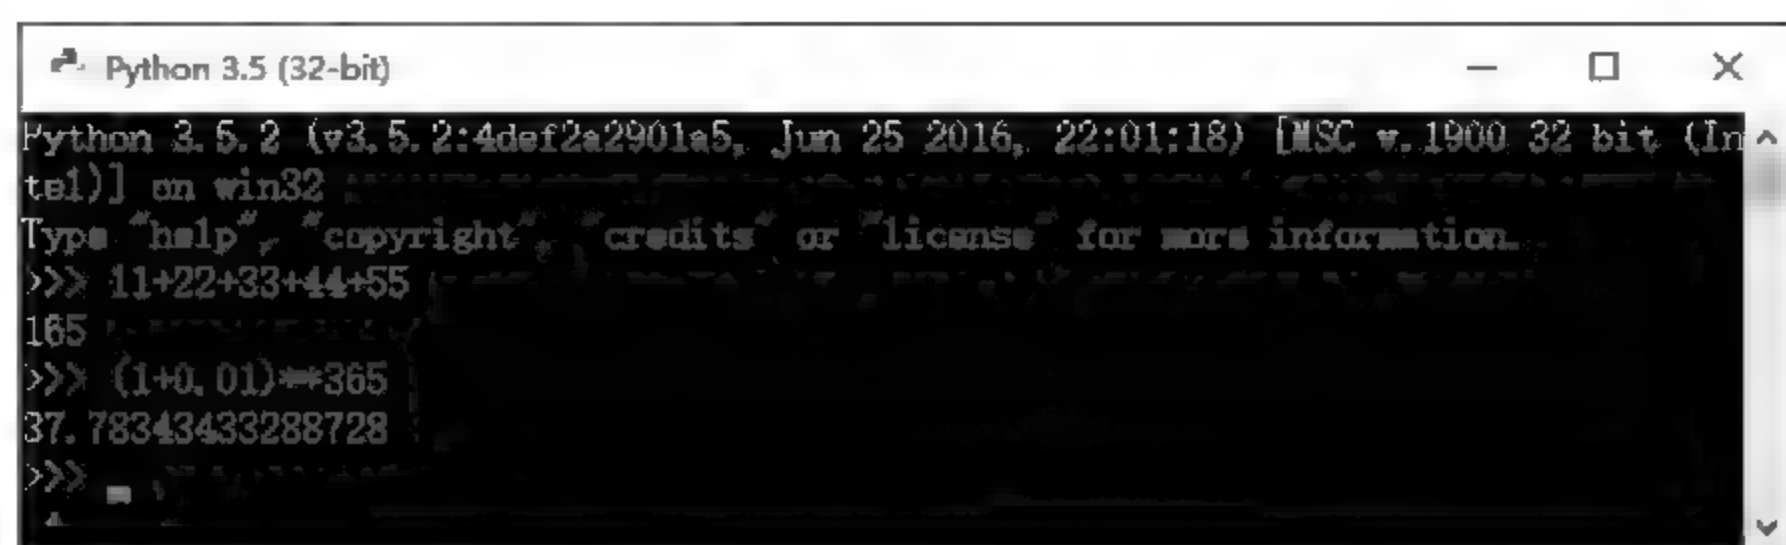 Python 3.5 (32-bit)
Python 3.5.2 (v3.5.2:4def2a2901a5, Jun 25 2016, 22:01:18) [MSC v.1900 32 bit (In
tel)] on win32
Type "help", "copyright", "credits" or "license" for more information.
>>> 11+22+33+44+55
165
>>> (1+0.01)**365
37.78343433288728
>>>